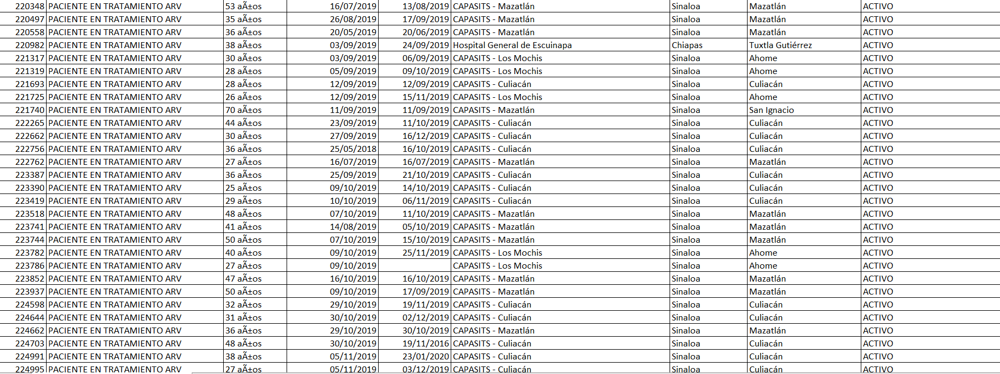 220348 PACIENTE EN TRATAMIENTO ARV 53 aÃ±os 16/07/2019 13/08/2019 CAPASITS - Mazatlán Sinaloa Mazatlán ACTIVO
220497 PACIENTE EN TRATAMIENTO ARV 35 aÃ±os 26/08/2019 17/09/2019 CAPASITS - Mazatlán Sinaloa Mazatlán ACTIVO
220558 PACIENTE EN TRATAMIENTO ARV 36 aÃ±os 20/05/2019 20/06/2019 CAPASITS - Mazatlán Sinaloa Mazatlán ACTIVO
220982 PACIENTE EN TRATAMIENTO ARV 38 aÃ±os 03/09/2019 24/09/2019 Hospital General de Escuinapa Chiapas Tuxtla Gutiérrez ACTIVO
221317 PACIENTE EN TRATAMIENTO ARV 30 aÃ±os 03/09/2019 06/09/2019 CAPASITS - Los Mochis Sinaloa Ahome ACTIVO
221319 PACIENTE EN TRATAMIENTO ARV 28 aÃ±os 05/09/2019 09/10/2019 CAPASITS - Los Mochis Sinaloa Ahome ACTIVO
221693 PACIENTE EN TRATAMIENTO ARV 28 aÃ±os 12/09/2019 12/09/2019 CAPASITS - Culiacán Sinaloa Culiacán ACTIVO
221725 PACIENTE EN TRATAMIENTO ARV 26 aÃ±os 12/09/2019 15/11/2019 CAPASITS - Los Mochis Sinaloa Ahome ACTIVO
221740 PACIENTE EN TRATAMIENTO ARV 70 aÃ±os 11/09/2019 11/09/2019 CAPASITS - Mazatlán Sinaloa San Ignacio ACTIVO
222265 PACIENTE EN TRATAMIENTO ARV 44 aÃ±os 23/09/2019 11/10/2019 CAPASITS - Culiacán Sinaloa Culiacán ACTIVO
222662 PACIENTE EN TRATAMIENTO ARV 30 aÃ±os 27/09/2019 16/12/2019 CAPASITS - Culiacán Sinaloa Culiacán ACTIVO
222756 PACIENTE EN TRATAMIENTO ARV 36 aÃ±os 25/05/2018 16/10/2019 CAPASITS - Culiacán Sinaloa Culiacán ACTIVO
222762 PACIENTE EN TRATAMIENTO ARV 27 aÃ±os 16/07/2019 16/07/2019 CAPASITS - Mazatlán Sinaloa Mazatlán ACTIVO
223387 PACIENTE EN TRATAMIENTO ARV 36 aÃ±os 25/09/2019 21/10/2019 CAPASITS - Culiacán Sinaloa Culiacán ACTIVO
223390 PACIENTE EN TRATAMIENTO ARV 25 aÃ±os 09/10/2019 14/10/2019 CAPASITS - Culiacán Sinaloa Culiacán ACTIVO
223419 PACIENTE EN TRATAMIENTO ARV 29 aÃ±os 10/10/2019 06/11/2019 CAPASITS - Culiacán Sinaloa Culiacán ACTIVO
223518 PACIENTE EN TRATAMIENTO ARV 48 aÃ±os 07/10/2019 11/10/2019 CAPASITS - Mazatlán Sinaloa Mazatlán ACTIVO
223741 PACIENTE EN TRATAMIENTO ARV 41 aÃ±os 14/08/2019 05/10/2019 CAPASITS - Mazatlán Sinaloa Mazatlán ACTIVO
223744 PACIENTE EN TRATAMIENTO ARV 50 aÃ±os 07/10/2019 15/10/2019 CAPASITS - Mazatlán Sinaloa Mazatlán ACTIVO
223782 PACIENTE EN TRATAMIENTO ARV 40 aÃ±os 09/10/2019 25/11/2019 CAPASITS - Los Mochis Sinaloa Ahome ACTIVO
223786 PACIENTE EN TRATAMIENTO ARV 27 aÃ±os 09/10/2019 CAPASITS - Los Mochis Sinaloa Ahome ACTIVO
223852 PACIENTE EN TRATAMIENTO ARV 47 aÃ±os 16/10/2019 16/10/2019 CAPASITS - Mazatlán Sinaloa Mazatlán ACTIVO
223937 PACIENTE EN TRATAMIENTO ARV 50 aÃ±os 09/10/2019 17/09/2019 CAPASITS - Mazatlán Sinaloa Mazatlán ACTIVO
224598 PACIENTE EN TRATAMIENTO ARV 32 aÃ±os 29/10/2019 19/11/2019 CAPASITS - Culiacán Sinaloa Culiacán ACTIVO
224644 PACIENTE EN TRATAMIENTO ARV 31 aÃ±os 30/10/2019 02/12/2019 CAPASITS - Culiacán Sinaloa Culiacán ACTIVO
224662 PACIENTE EN TRATAMIENTO ARV 36 aÃ±os 29/10/2019 30/10/2019 CAPASITS - Mazatlán Sinaloa Mazatlán ACTIVO
224703 PACIENTE EN TRATAMIENTO ARV 48 aÃ±os 30/10/2019 19/11/2016 CAPASITS - Culiacán Sinaloa Culiacán ACTIVO
224991 PACIENTE EN TRATAMIENTO ARV 38 aÃ±os 05/11/2019 23/01/2020 CAPASITS - Culiacán Sinaloa Culiacán ACTIVO
224995 PACIENTE EN TRATAMIENTO ARV 27 aÃ±os 05/11/2019 03/12/2019 CAPASITS - Culiacán Sinaloa Culiacán ACTIVO